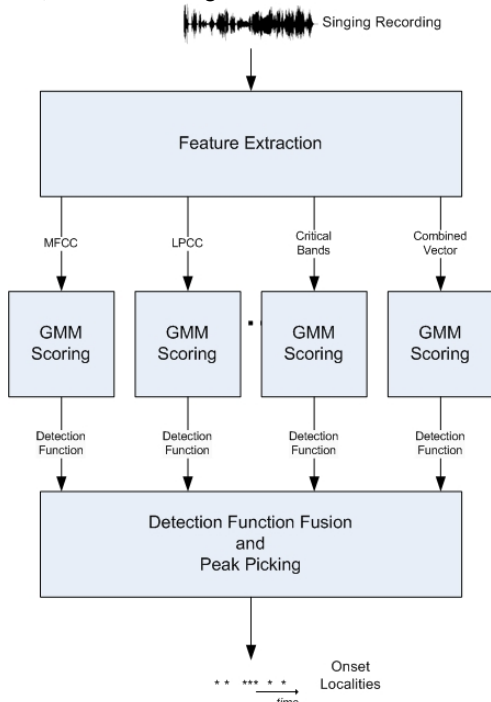 Singing Recording
Feature Extraction
MFCC
LPCC
Critical
Bands
Combined
Vector
GMM
Scoring
GMM
Scoring
. .
GMM
Scoring
GMM
Scoring
Detection
Function
Detection
Function
Detection
Function
Detection
Function
Detection Function Fusion
and
Peak Picking
Onset
Localities
* * *** * *
time